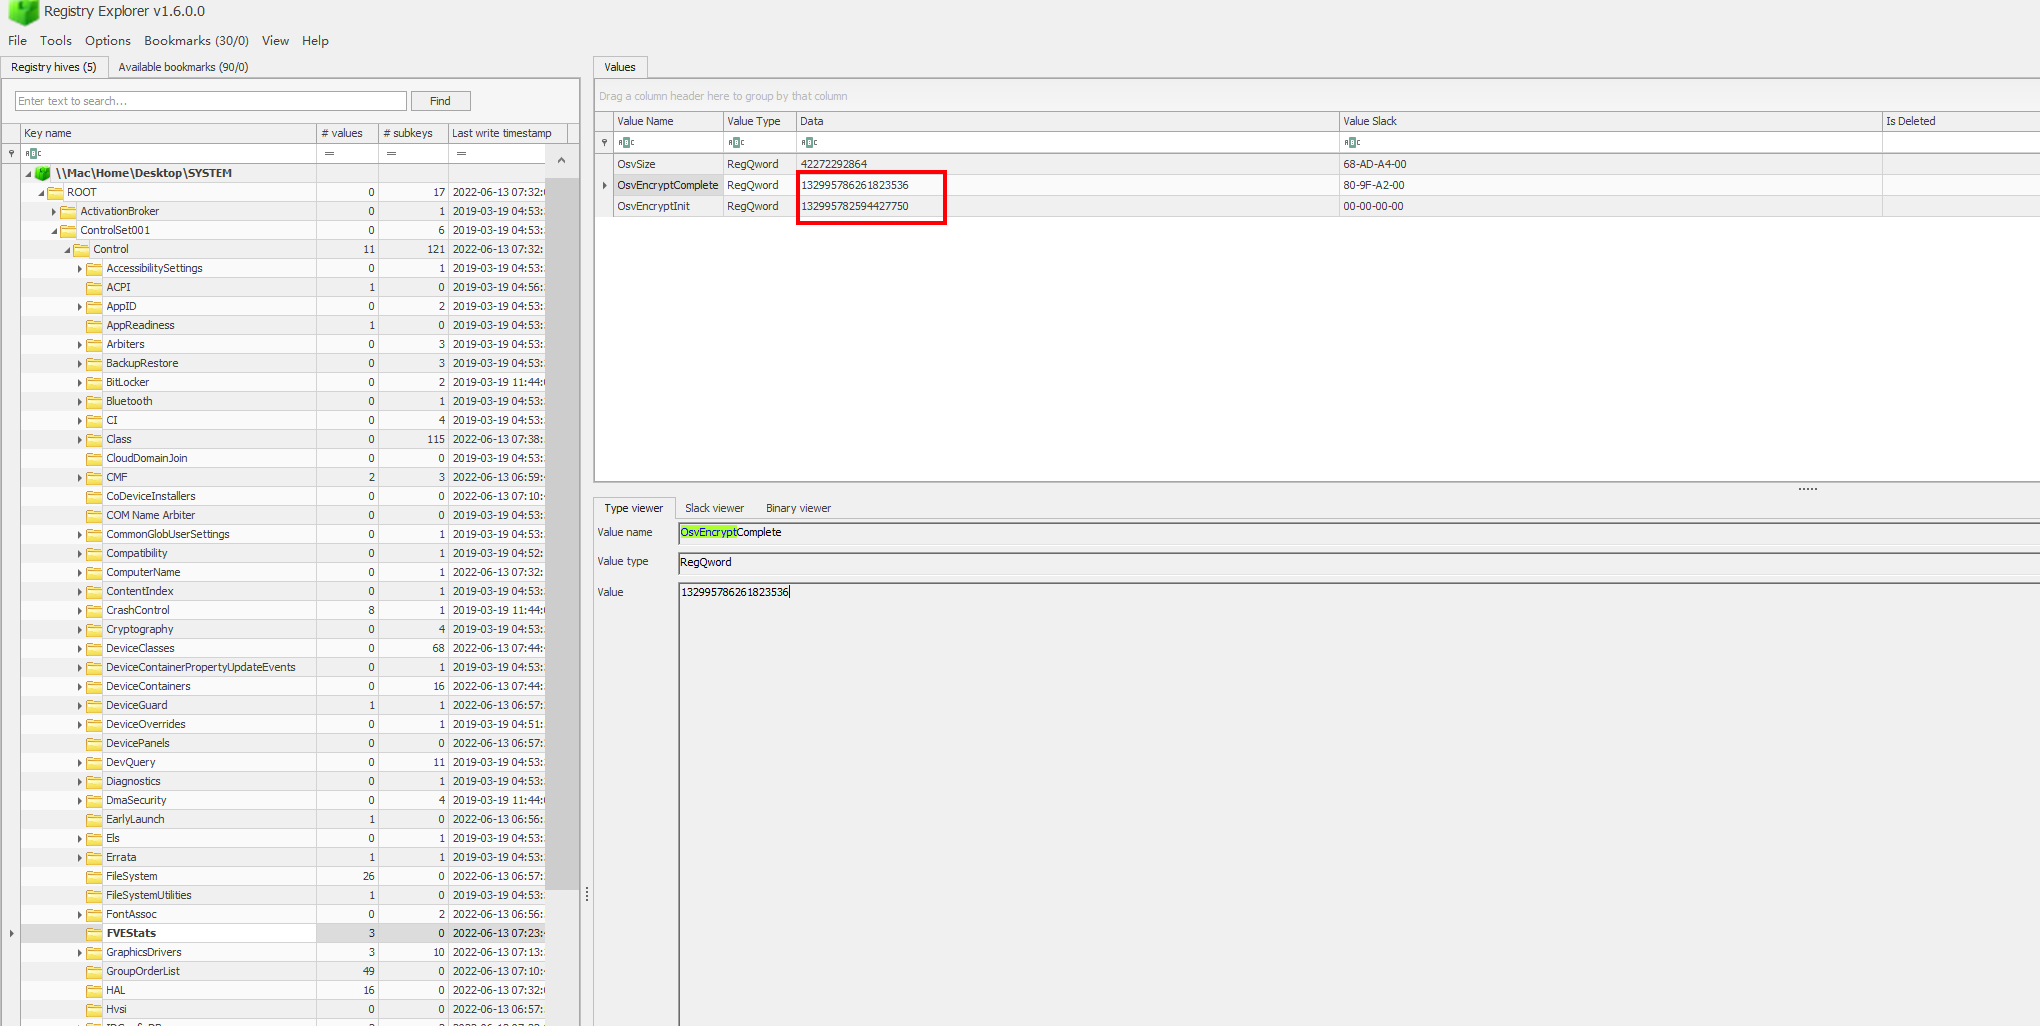 Registry Explorer v1.6.0.0
File Tools Options Bookmarks (30/0) View Help
Registry hives (5) Available bookmarks (90/0)
Enter text to search... Find
Key name # values # subkeys Last write timestamp
= = =
\\Mac\Home\Desktop\SYSTEM
ROOT 0 17 2022-06-13 07:32:
ActivationBroker 0 1 2019-03-19 04:53:
ControlSet001 0 6 2019-03-19 04:53:
Control 11 121 2022-06-13 07:32:
AccessibilitySettings 0 1 2019-03-19 04:53:
ACPI 1 0 2019-03-19 04:56:
AppID 0 2 2019-03-19 04:53:
AppReadiness 1 0 2019-03-19 04:53:
Arbiters 0 3 2019-03-19 04:53:
BackupRestore 0 3 2019-03-19 04:53:
BitLocker 0 2 2019-03-19 11:44:
Bluetooth 0 1 2019-03-19 04:53:
CI 0 4 2019-03-19 04:53:
Class 0 115 2022-06-13 07:38:
CloudDomainJoin 0 0 2019-03-19 04:53:
CMF 2 3 2022-06-13 06:59:
CoDeviceInstallers 0 0 2022-06-13 07:10:
COM Name Arbiter 0 0 2019-03-19 04:53:
CommonGlobUserSettings 0 1 2019-03-19 04:53:
Compatibility 0 1 2019-03-19 04:52:
ComputerName 0 1 2022-06-13 07:32:
ContentIndex 0 1 2019-03-19 04:53:
CrashControl 8 1 2019-03-19 11:44:
Cryptography 0 4 2019-03-19 04:53:
DeviceClasses 0 68 2022-06-13 07:44:
DeviceContainerPropertyUpdateEvents 0 1 2019-03-19 04:53:
DeviceContainers 0 16 2022-06-13 07:44:
DeviceGuard 1 1 2022-06-13 06:57:
DeviceOverrides 0 1 2019-03-19 04:51:
DevicePanels 0 0 2022-06-13 06:57:
DevQuery 0 11 2019-03-19 04:53:
Diagnostics 0 1 2019-03-19 04:53:
DmaSecurity 0 4 2019-03-19 11:44:
EarlyLaunch 1 0 2022-06-13 06:56:
Els 0 1 2019-03-19 04:53:
Errata 1 1 2019-03-19 04:53:
FileSystem 26 0 2022-06-13 06:57:
FileSystemUtilities 1 0 2019-03-19 04:53:
FontAssoc 0 2 2022-06-13 06:56:
FVEStats 3 0 2022-06-13 07:23:
GraphicsDrivers 3 10 2022-06-13 07:13:
GroupOrderList 49 0 2022-06-13 07:10:
HAL 16 0 2022-06-13 07:32:
Hvsi 0 0 2022-06-13 06:57:
Values
Drag a column header here to group by that column
Value Name Value Type Data Value Slack Is Deleted
OsvSize RegQword 42272292864 68-AD-A4-00
OsvEncryptComplete RegQword 132995786261823536 80-9F-A2-00
OsvEncryptInit RegQword 132995782594427750 00-00-00-00
Type viewer Slack viewer Binary viewer
Value name OsvEncryptComplete
Value type RegQword
Value 132995786261823536